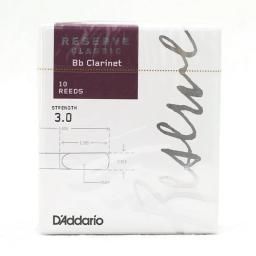 RESERVE
CLASSIC
Bb Clarinet
10
REEDS
STRENGTH
3.0
D'Addario
Reserve